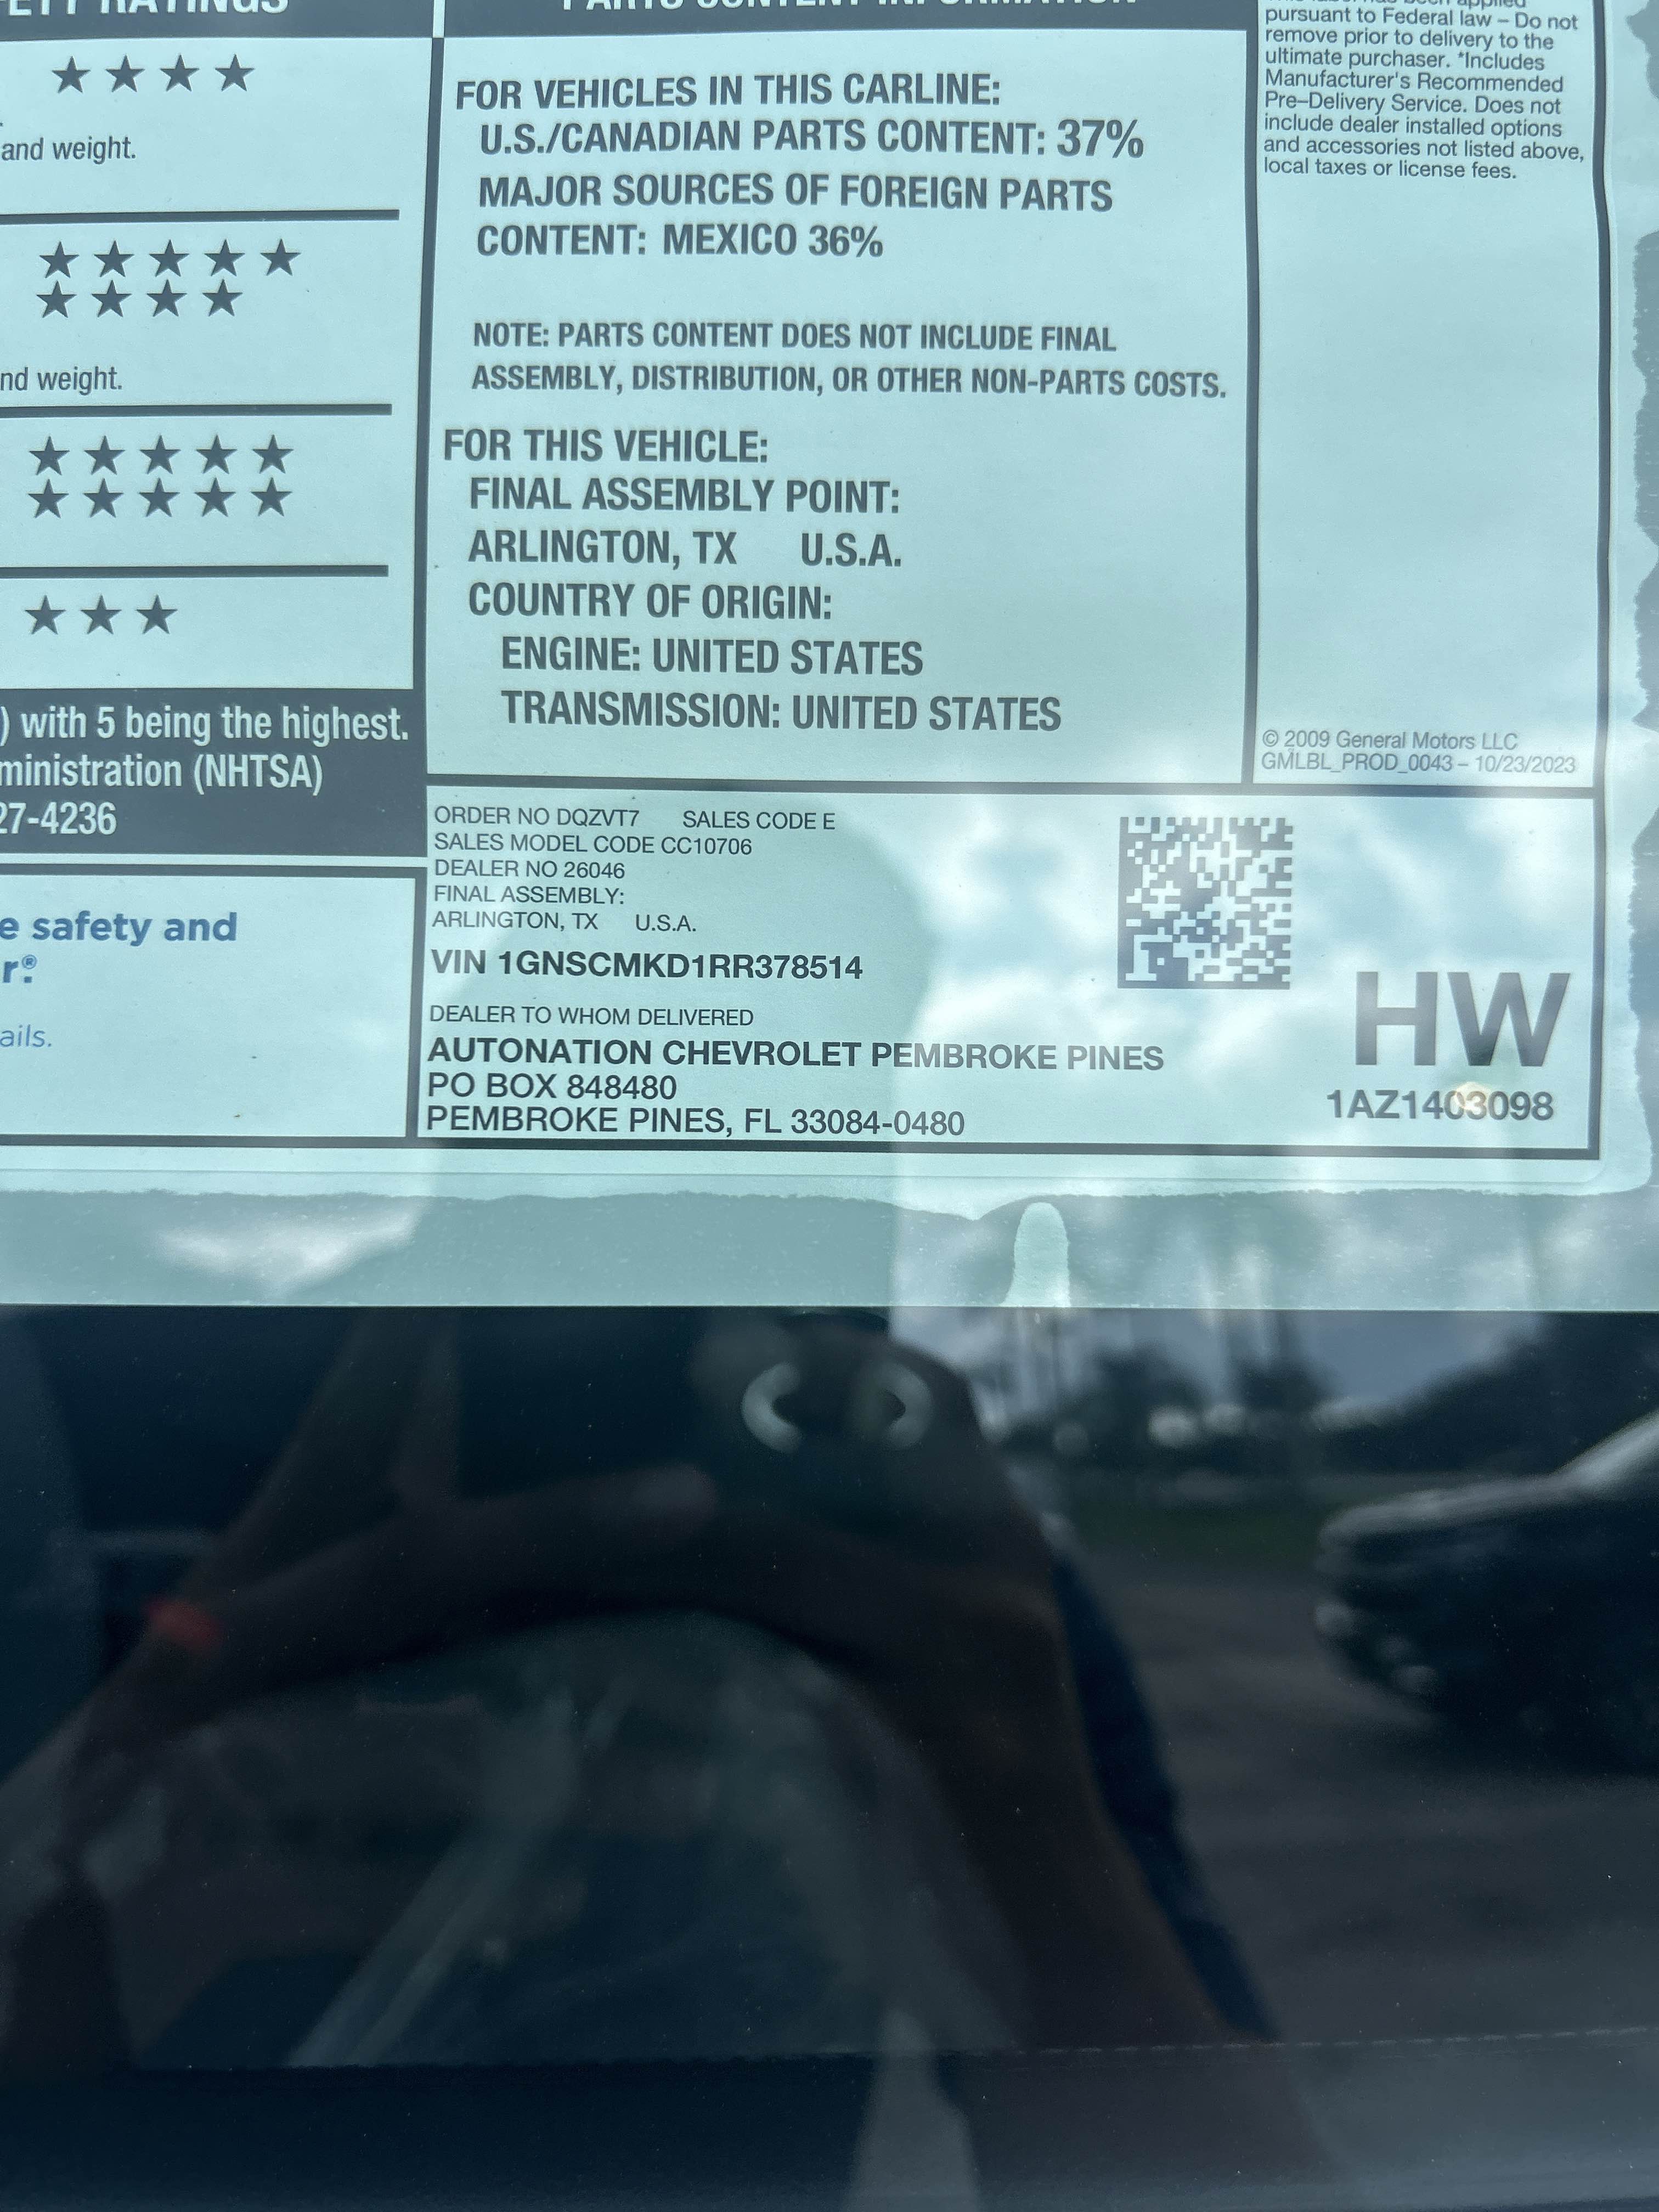 RATINGS
and weight.
nd weight.
) with 5 being the highest.
ministration (NHTSA)
27-4236
e safety and
r.®
ails.
PARTS CONTENT INFORMATION
FOR VEHICLES IN THIS CARLINE:
U.S./CANADIAN PARTS CONTENT: 37%
MAJOR SOURCES OF FOREIGN PARTS
CONTENT: MEXICO 36%
NOTE: PARTS CONTENT DOES NOT INCLUDE FINAL
ASSEMBLY, DISTRIBUTION, OR OTHER NON-PARTS COSTS.
FOR THIS VEHICLE:
FINAL ASSEMBLY POINT:
ARLINGTON, TX U.S.A.
COUNTRY OF ORIGIN:
ENGINE: UNITED STATES
TRANSMISSION: UNITED STATES
pursuant to Federal law – Do not
remove prior to delivery to the
ultimate purchaser. *Includes
Manufacturer's Recommended
Pre–Delivery Service. Does not
include dealer installed options
and accessories not listed above,
local taxes or license fees.
© 2009 General Motors LLC
GMLBL_PROD_0043 – 10/23/2023
ORDER NO DQZVT7 SALES CODE E
SALES MODEL CODE CC10706
DEALER NO 26046
FINAL ASSEMBLY:
ARLINGTON, TX U.S.A.
VIN 1GNSCMKD1RR378514
DEALER TO WHOM DELIVERED
AUTONATION CHEVROLET PEMBROKE PINES
PO BOX 848480
PEMBROKE PINES, FL 33084-0480
HW
1AZ1403098